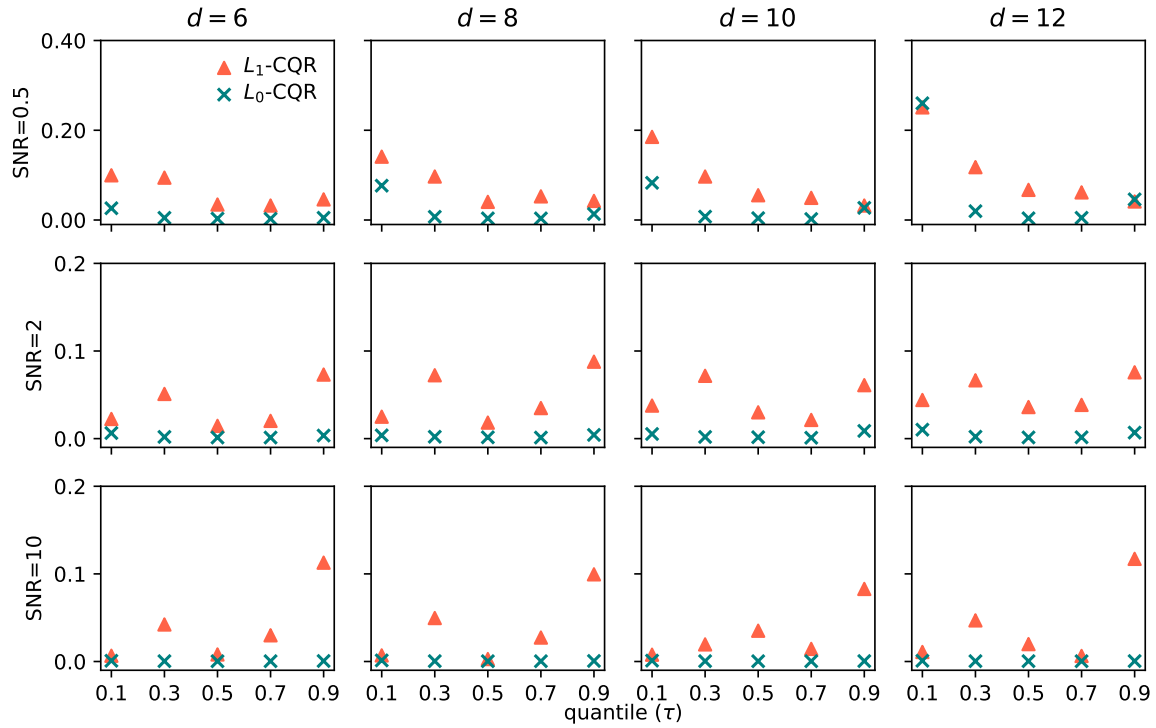 d = 6 d = 8 d = 10 d = 12
SNR=0.5
0.40
0.20
0.00
L₁-CQR
L₀-CQR
SNR=2
0.2
0.1
0.0
SNR=10
0.2
0.1
0.0
0.1 0.3 0.5 0.7 0.9 0.1 0.3 0.5 0.7 0.9 0.1 0.3 0.5 0.7 0.9 0.1 0.3 0.5 0.7 0.9
quantile (τ)